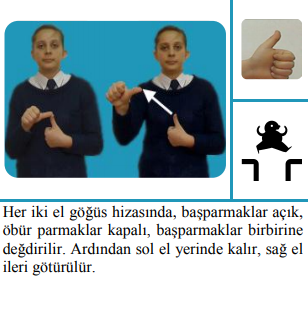 Her iki el göğüs hizasında, başparmaklar açık,
öbür parmaklar kapalı, başparmaklar birbirine
değdirilir. Ardından sol el yerinde kalır, sağ el
ileri götürülür.